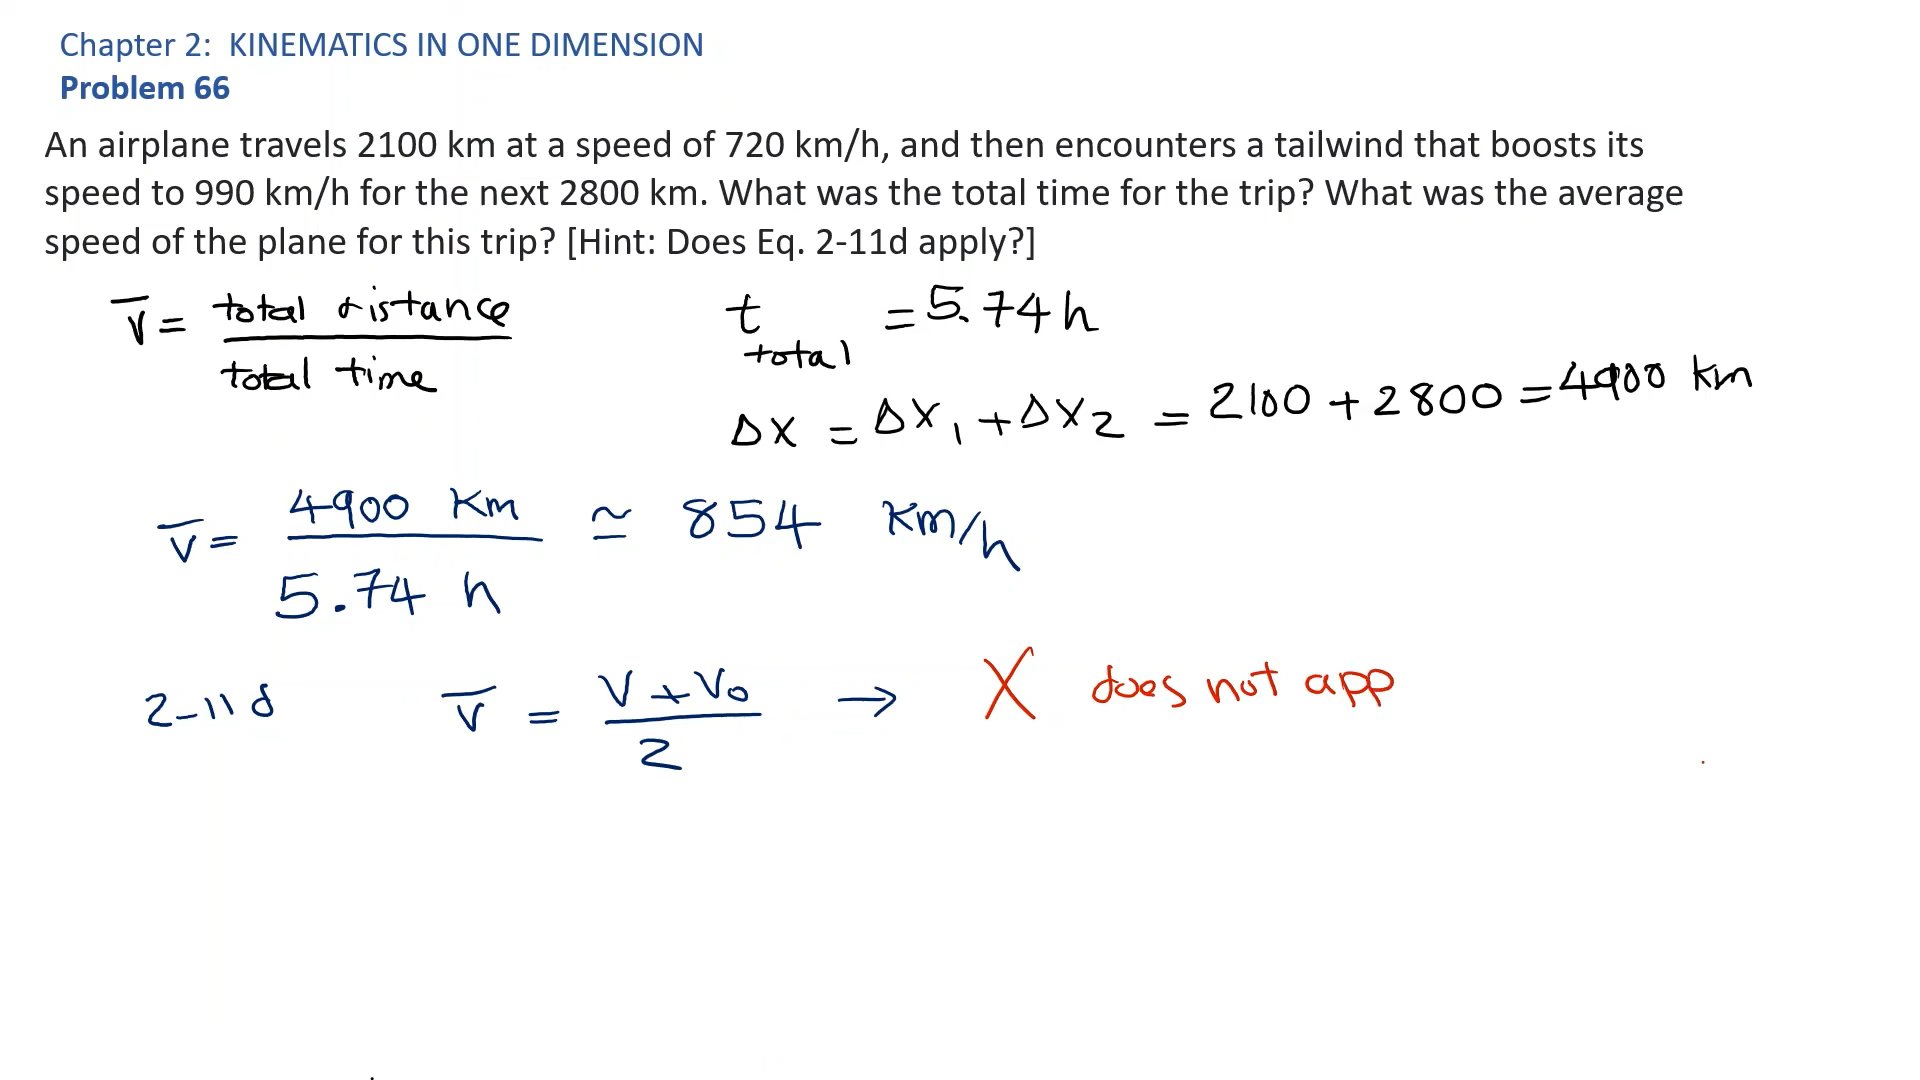 Chapter 2: KINEMATICS IN ONE DIMENSION
Problem 66
An airplane travels 2100 km at a speed of 720 km/h, and then encounters a tailwind that boosts its
speed to 990 km/h for the next 2800 km. What was the total time for the trip? What was the average
speed of the plane for this trip? [Hint: Does Eq. 2-11d apply?]
v̅ = total distance / total time
t total = 5.74 h
Δx = Δx₁ + Δx₂ = 2100 + 2800 = 4900 km
v̅ = 4900 Km / 5.74 h ≃ 854 Km/h
2-11d v̅ = V + V₀ / 2 → X does not app